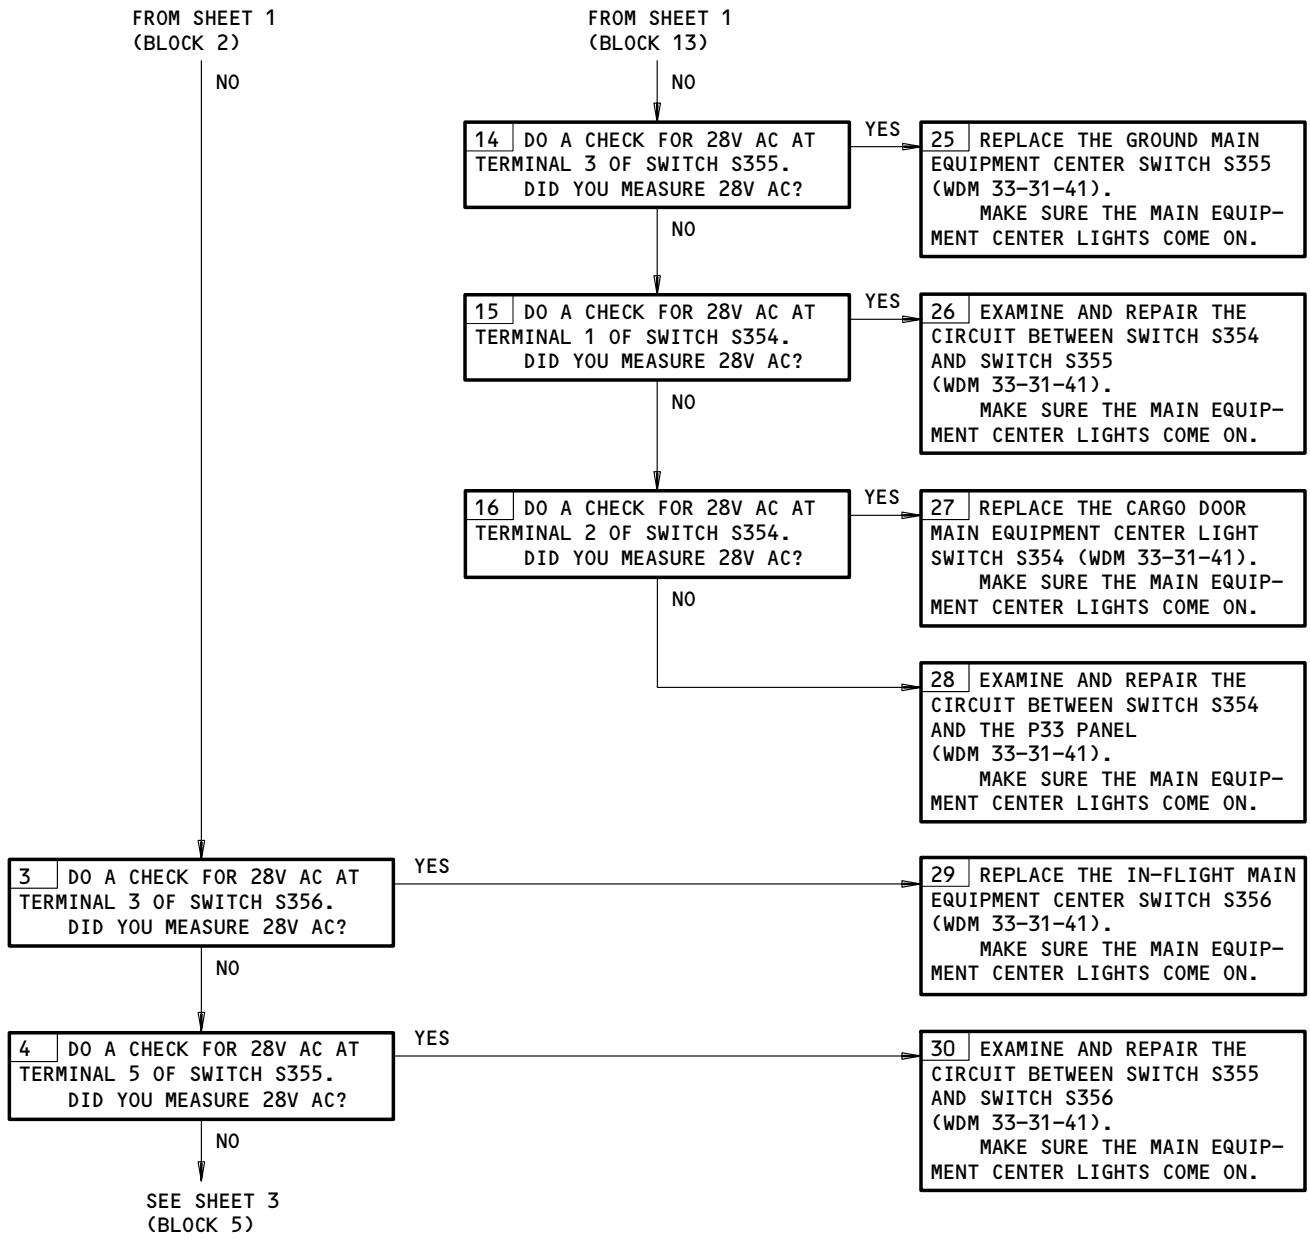 FROM SHEET 1
(BLOCK 2)
NO
FROM SHEET 1
(BLOCK 13)
NO
14 DO A CHECK FOR 28V AC AT
TERMINAL 3 OF SWITCH S355.
DID YOU MEASURE 28V AC?
YES
NO
25 REPLACE THE GROUND MAIN
EQUIPMENT CENTER SWITCH S355
(WDM 33-31-41).
MAKE SURE THE MAIN EQUIP-
MENT CENTER LIGHTS COME ON.
15 DO A CHECK FOR 28V AC AT
TERMINAL 1 OF SWITCH S354.
DID YOU MEASURE 28V AC?
YES
NO
26 EXAMINE AND REPAIR THE
CIRCUIT BETWEEN SWITCH S354
AND SWITCH S355
(WDM 33-31-41).
MAKE SURE THE MAIN EQUIP-
MENT CENTER LIGHTS COME ON.
16 DO A CHECK FOR 28V AC AT
TERMINAL 2 OF SWITCH S354.
DID YOU MEASURE 28V AC?
YES
NO
27 REPLACE THE CARGO DOOR
MAIN EQUIPMENT CENTER LIGHT
SWITCH S354 (WDM 33-31-41).
MAKE SURE THE MAIN EQUIP-
MENT CENTER LIGHTS COME ON.
28 EXAMINE AND REPAIR THE
CIRCUIT BETWEEN SWITCH S354
AND THE P33 PANEL
(WDM 33-31-41).
MAKE SURE THE MAIN EQUIP-
MENT CENTER LIGHTS COME ON.
3 DO A CHECK FOR 28V AC AT
TERMINAL 3 OF SWITCH S356.
DID YOU MEASURE 28V AC?
YES
NO
29 REPLACE THE IN-FLIGHT MAIN
EQUIPMENT CENTER SWITCH S356
(WDM 33-31-41).
MAKE SURE THE MAIN EQUIP-
MENT CENTER LIGHTS COME ON.
4 DO A CHECK FOR 28V AC AT
TERMINAL 5 OF SWITCH S355.
DID YOU MEASURE 28V AC?
YES
NO
30 EXAMINE AND REPAIR THE
CIRCUIT BETWEEN SWITCH S355
AND SWITCH S356
(WDM 33-31-41).
MAKE SURE THE MAIN EQUIP-
MENT CENTER LIGHTS COME ON.
SEE SHEET 3
(BLOCK 5)